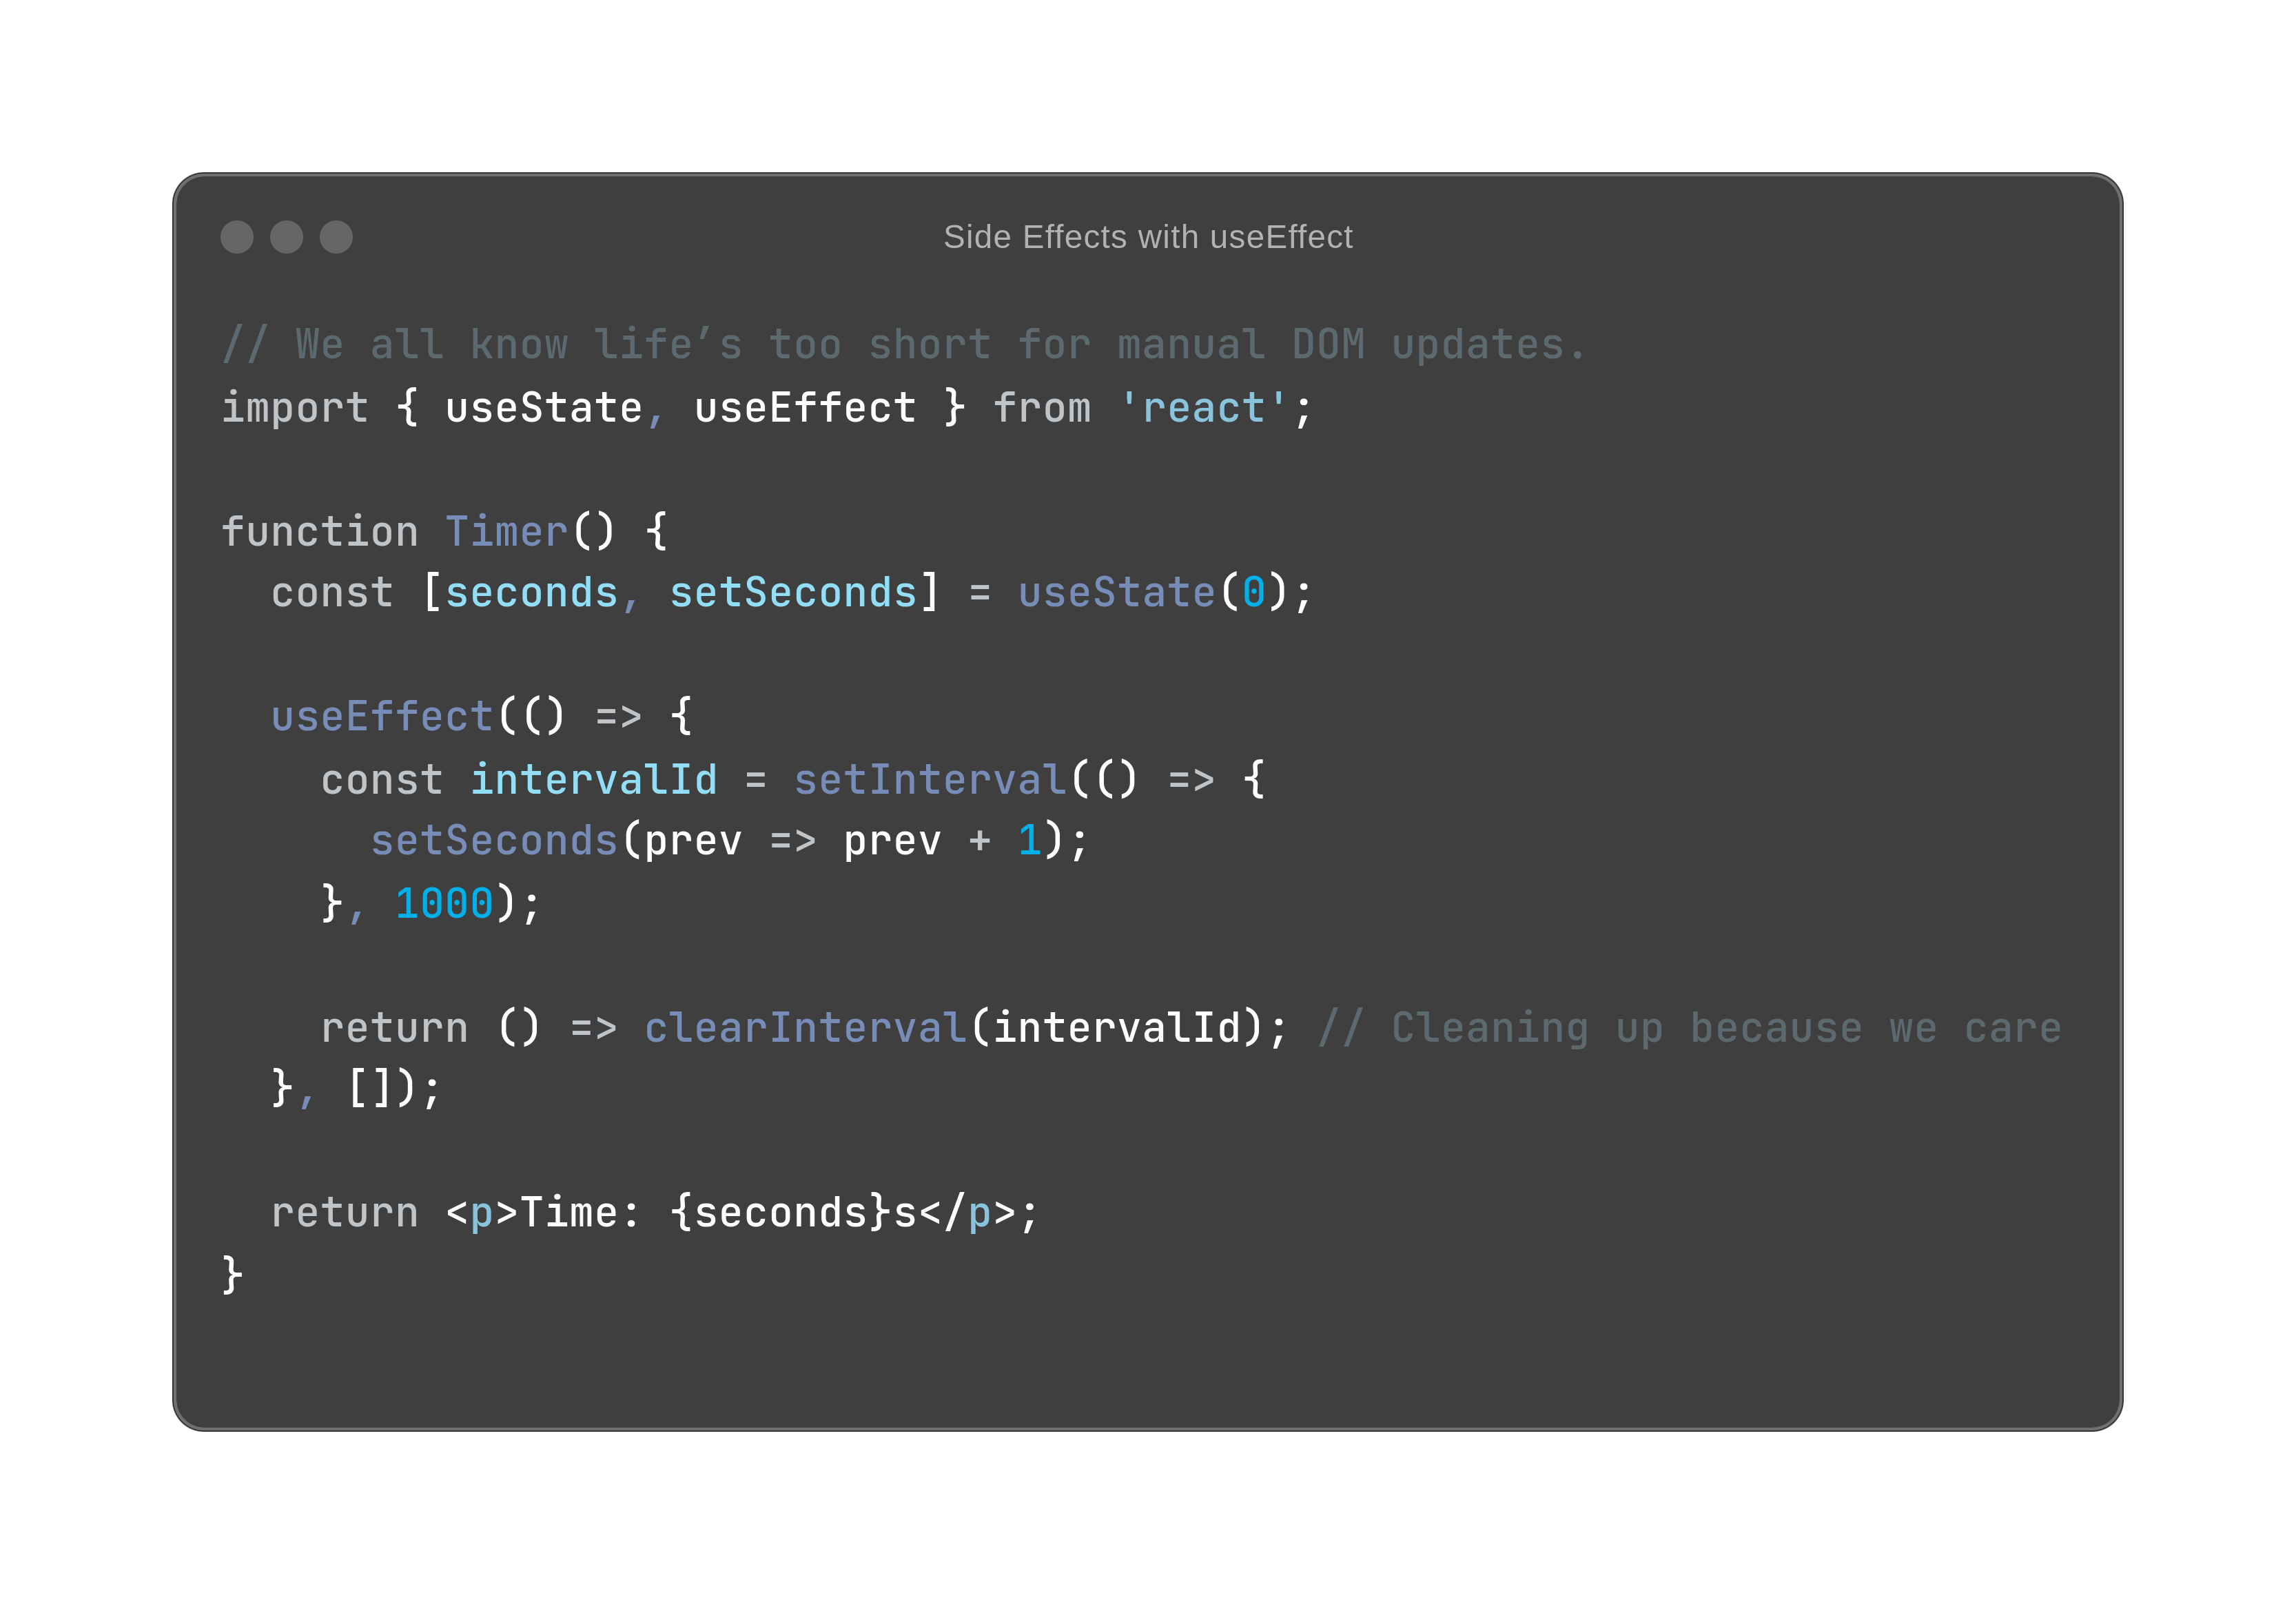 Side Effects with useEffect
// We all know life’s too short for manual DOM updates.
import { useState, useEffect } from 'react';
function Timer() {
  const [seconds, setSeconds] = useState(0);
  useEffect(() => {
    const intervalId = setInterval(() => {
      setSeconds(prev => prev + 1);
    }, 1000);
    return () => clearInterval(intervalId); // Cleaning up because we care
  }, []);
  return <p>Time: {seconds}s</p>;
}